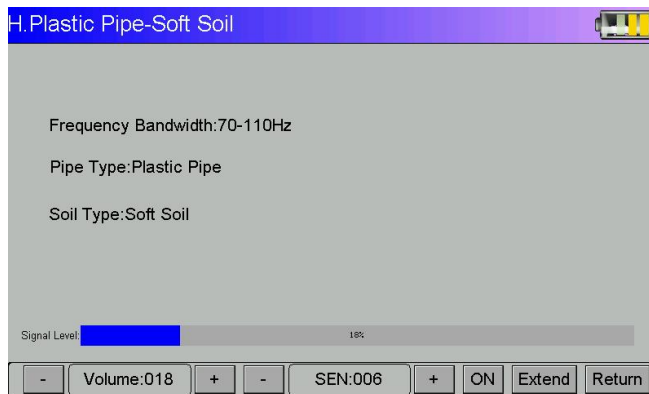 H.Plastic Pipe-Soft Soil
Frequency Bandwidth:70-110Hz
Pipe Type:Plastic Pipe
Soil Type:Soft Soil
Signal Level: 18%
- Volume:018 + - SEN:006 + ON Extend Return